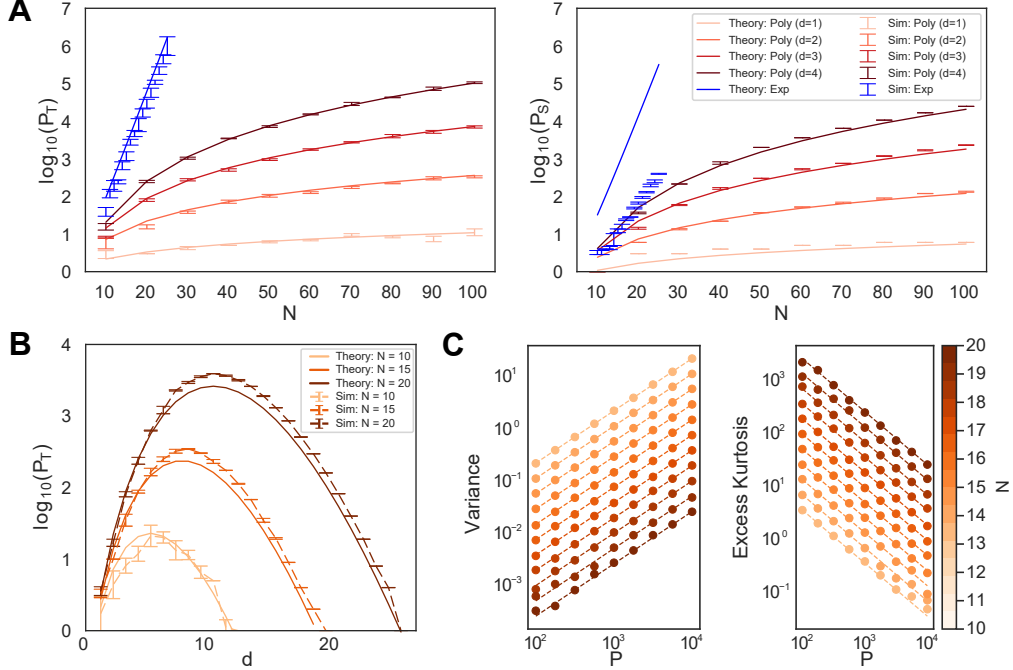 A
7
6
5
4
3
2
1
0
log10(PT)
10 20 30 40 50 60 70 80 90 100
N
7
6
5
4
3
2
1
0
log10(PS)
10 20 30 40 50 60 70 80 90 100
N
Theory: Poly (d=1)
Theory: Poly (d=2)
Theory: Poly (d=3)
Theory: Poly (d=4)
Theory: Exp
Sim: Poly (d=1)
Sim: Poly (d=2)
Sim: Poly (d=3)
Sim: Poly (d=4)
Sim: Exp
B
4
3
2
1
0
log10(PT)
0 10 20
d
Theory: N = 10
Theory: N = 15
Theory: N = 20
Sim: N = 10
Sim: N = 15
Sim: N = 20
C
10^1
10^0
10^-1
10^-2
10^-3
Variance
10^2 10^3 10^4
P
10^3
10^2
10^1
10^0
10^-1
Excess Kurtosis
10^2 10^3 10^4
P
20
19
18
17
16
15
14
13
12
11
10
N